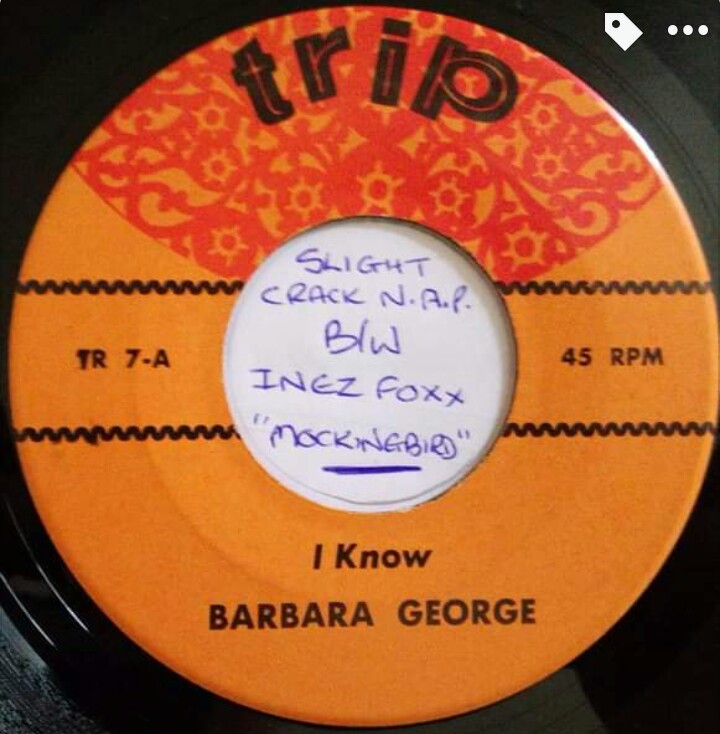 trip
SLIGHT
CRACK N.A.P.
B/W
INEZ FOXX
"MOCKINGBIRD"
TR 7-A
45 RPM
I Know
BARBARA GEORGE